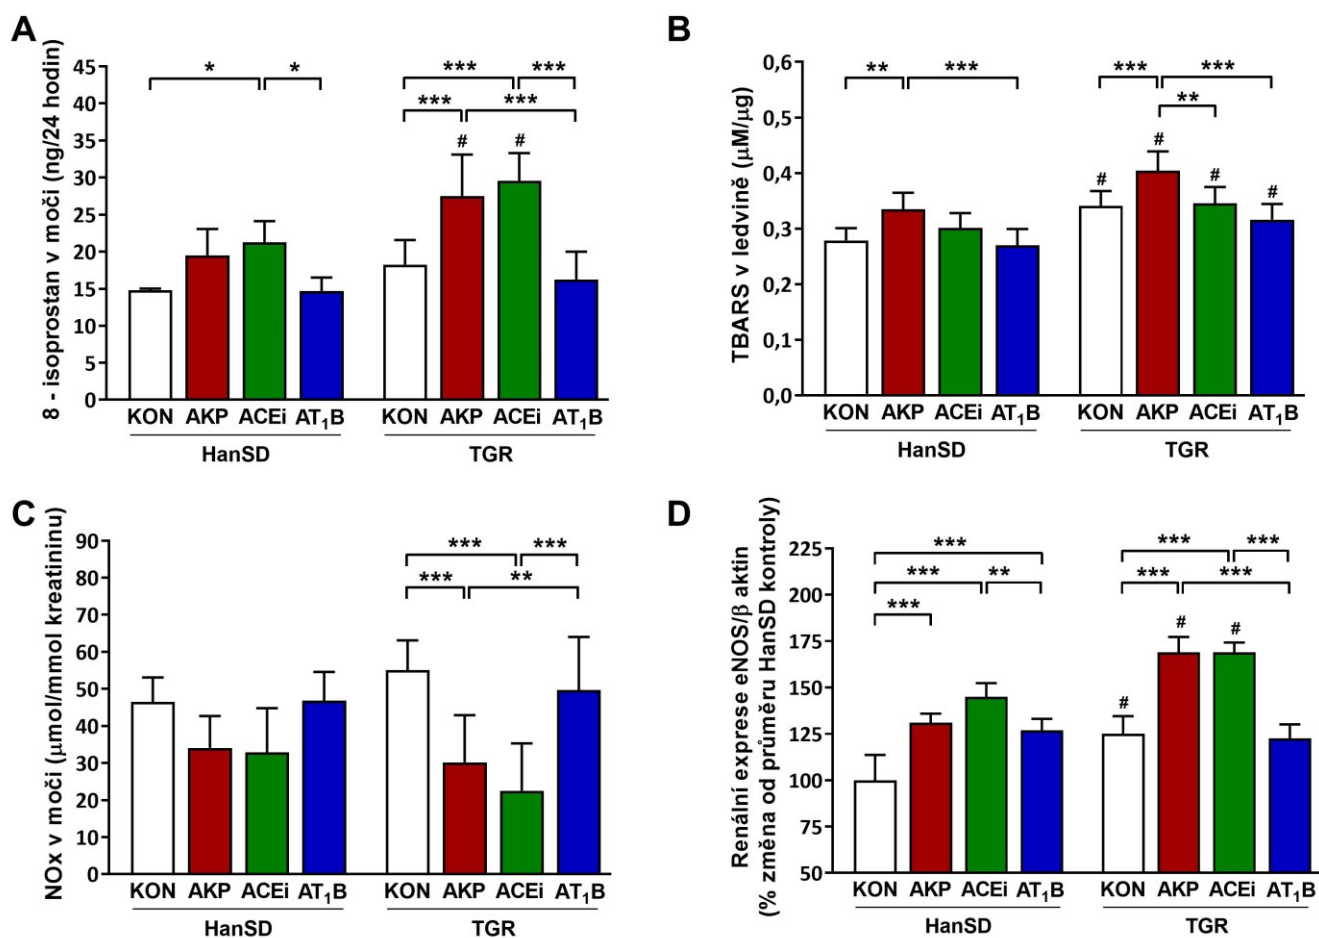 A
8 - isoprostan v moči (ng/24 hodin)
45
40
35
30
25
20
15
10
5
0
* *
*** ***
*** ***
# #
KON AKP ACEi AT₁B KON AKP ACEi AT₁B
HanSD TGR
B
TBARS v ledvině (µM/µg)
0,6
0,5
0,4
0,3
0,2
0,1
0,0
** *** *** ***
**
# # # #
KON AKP ACEi AT₁B KON AKP ACEi AT₁B
HanSD TGR
C
NOx v moči (µmol/mmol kreatininu)
90
80
70
60
50
40
30
20
10
0
*** ***
*** **
KON AKP ACEi AT₁B KON AKP ACEi AT₁B
HanSD TGR
D
Renální exprese eNOS/β aktin
(% změna od průměru HanSD kontroly)
225
200
175
150
125
100
75
50
*** *** ***
*** ** *** ***
***
# # #
KON AKP ACEi AT₁B KON AKP ACEi AT₁B
HanSD TGR